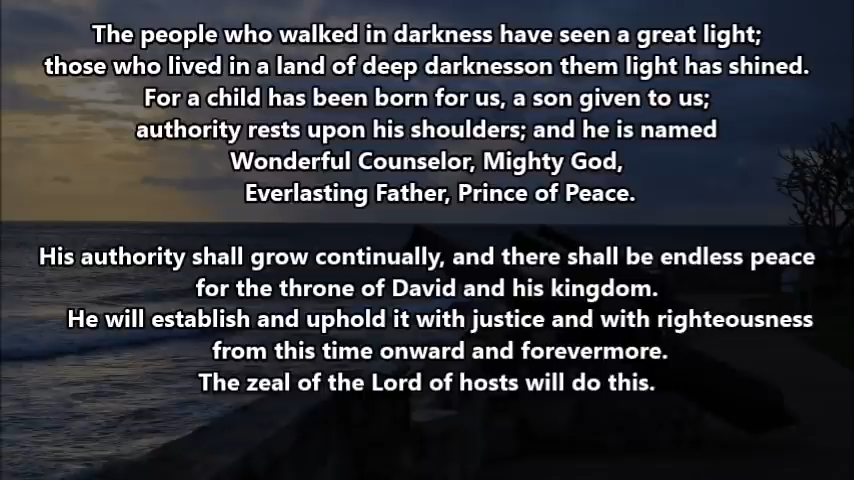 The people who walked in darkness have seen a great light;
those who lived in a land of deep darknesson them light has shined.
For a child has been born for us, a son given to us;
authority rests upon his shoulders; and he is named
Wonderful Counselor, Mighty God,
Everlasting Father, Prince of Peace.
His authority shall grow continually, and there shall be endless peace
for the throne of David and his kingdom.
He will establish and uphold it with justice and with righteousness
from this time onward and forevermore.
The zeal of the Lord of hosts will do this.